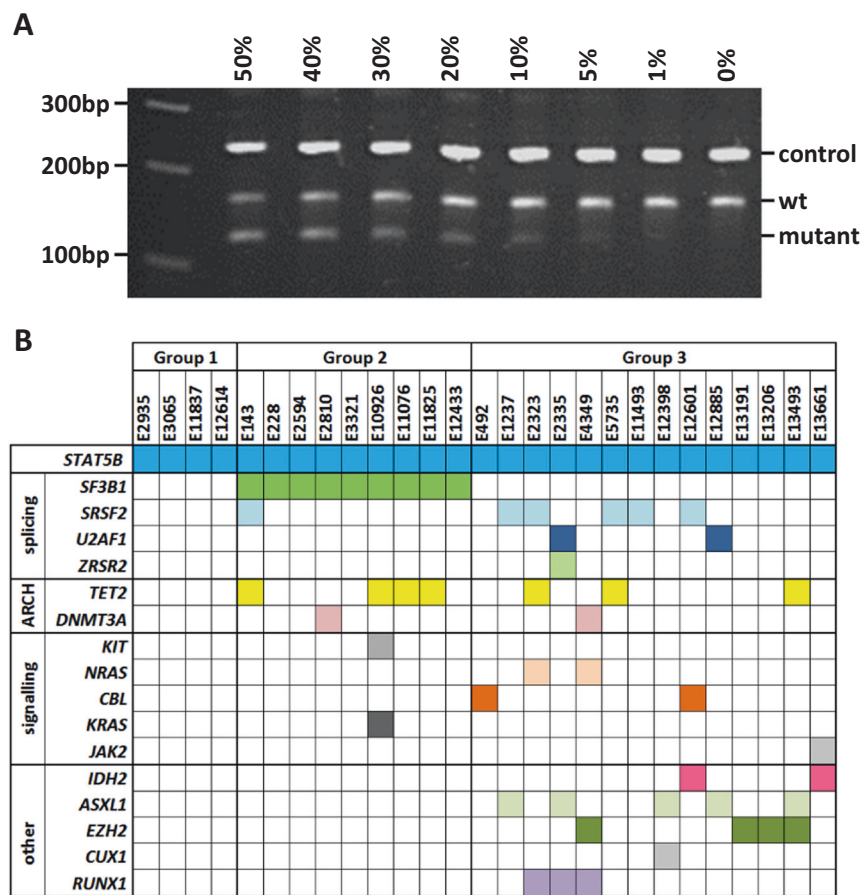 A
50% 40% 30% 20% 10% 5% 1% 0%
300bp
200bp
100bp
control
wt
mutant
B
Group 1 Group 2 Group 3
E2935 E3065 E11837 E12614 E143 E228 E2594 E2810 E3321 E10926 E11076 E11825 E12433 E492 E1237 E2323 E2335 E4349 E5735 E11493 E12398 E12601 E12885 E13191 E13206 E13493 E13661
STAT5B
splicing
SF3B1
SRSF2
U2AF1
ZRSR2
ARCH
TET2
DNMT3A
signalling
KIT
NRAS
CBL
KRAS
JAK2
other
IDH2
ASXL1
EZH2
CUX1
RUNX1